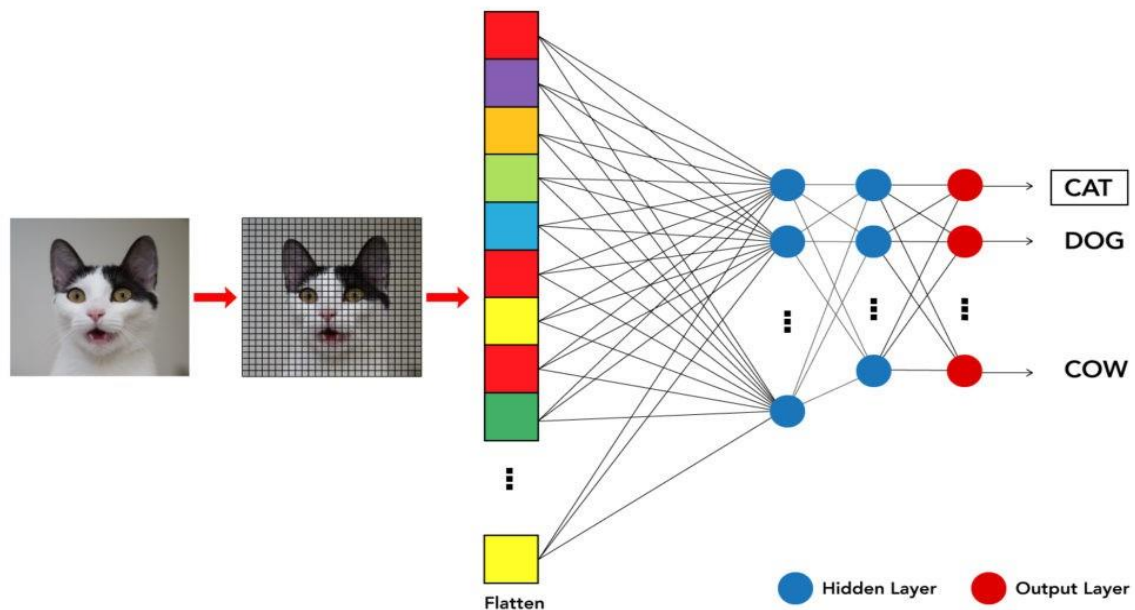 CAT
DOG
COW
Flatten
Hidden Layer
Output Layer